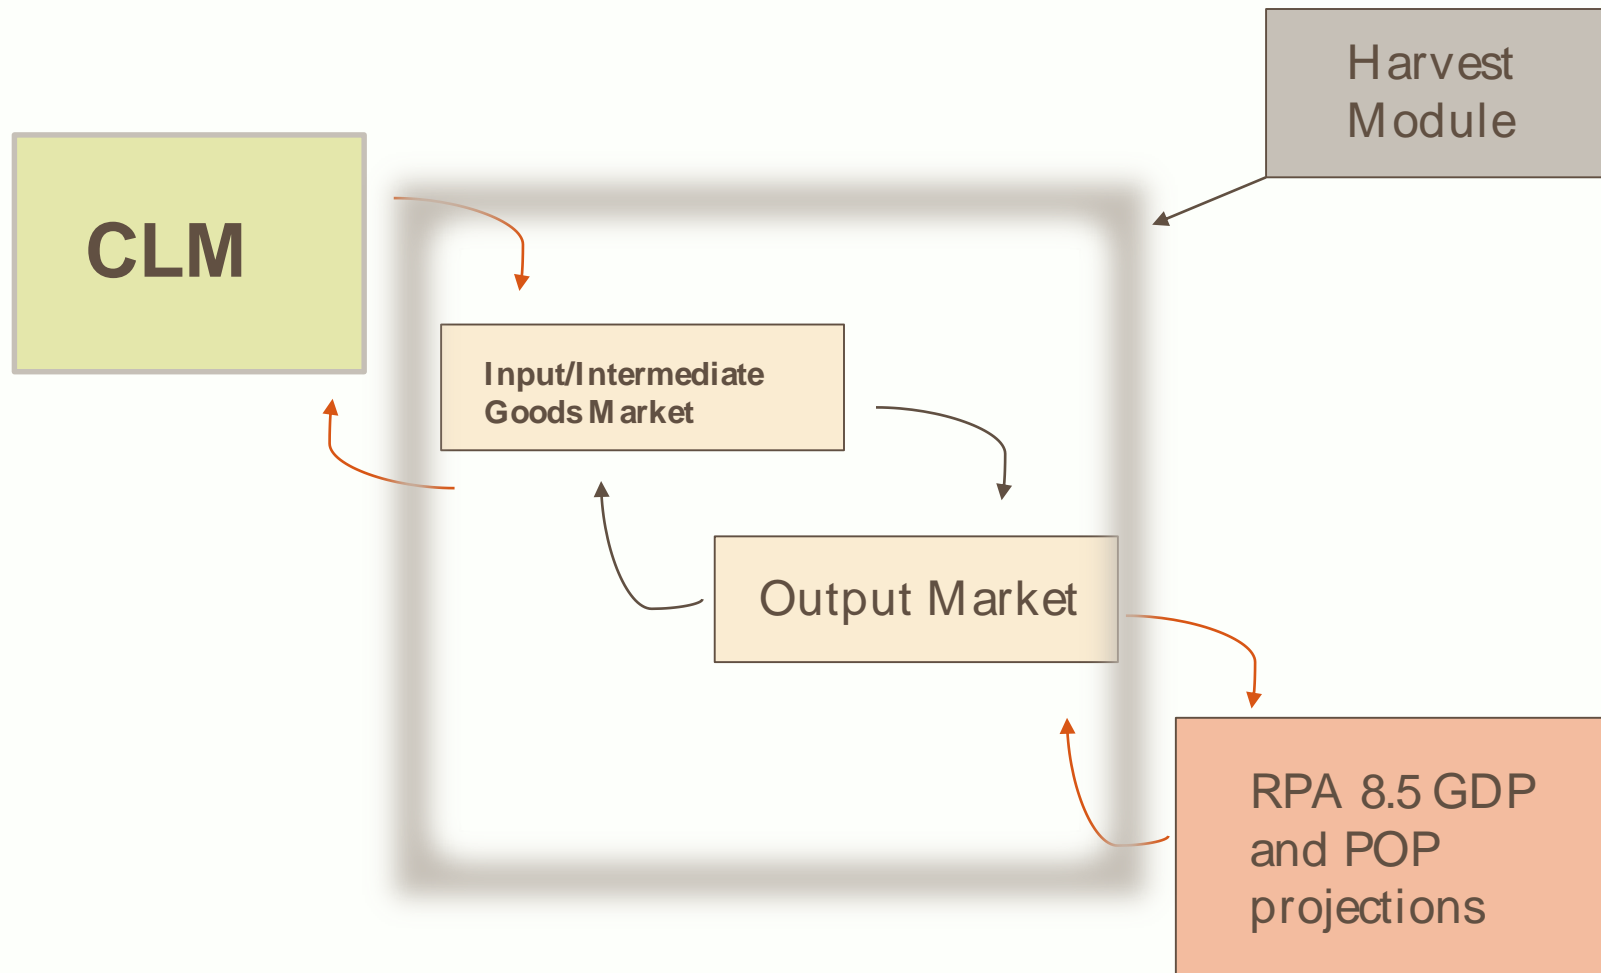 Harvest
Module
CLM
Input/Intermediate
Goods Market
Output Market
RPA 8.5 GDP
and POP
projections